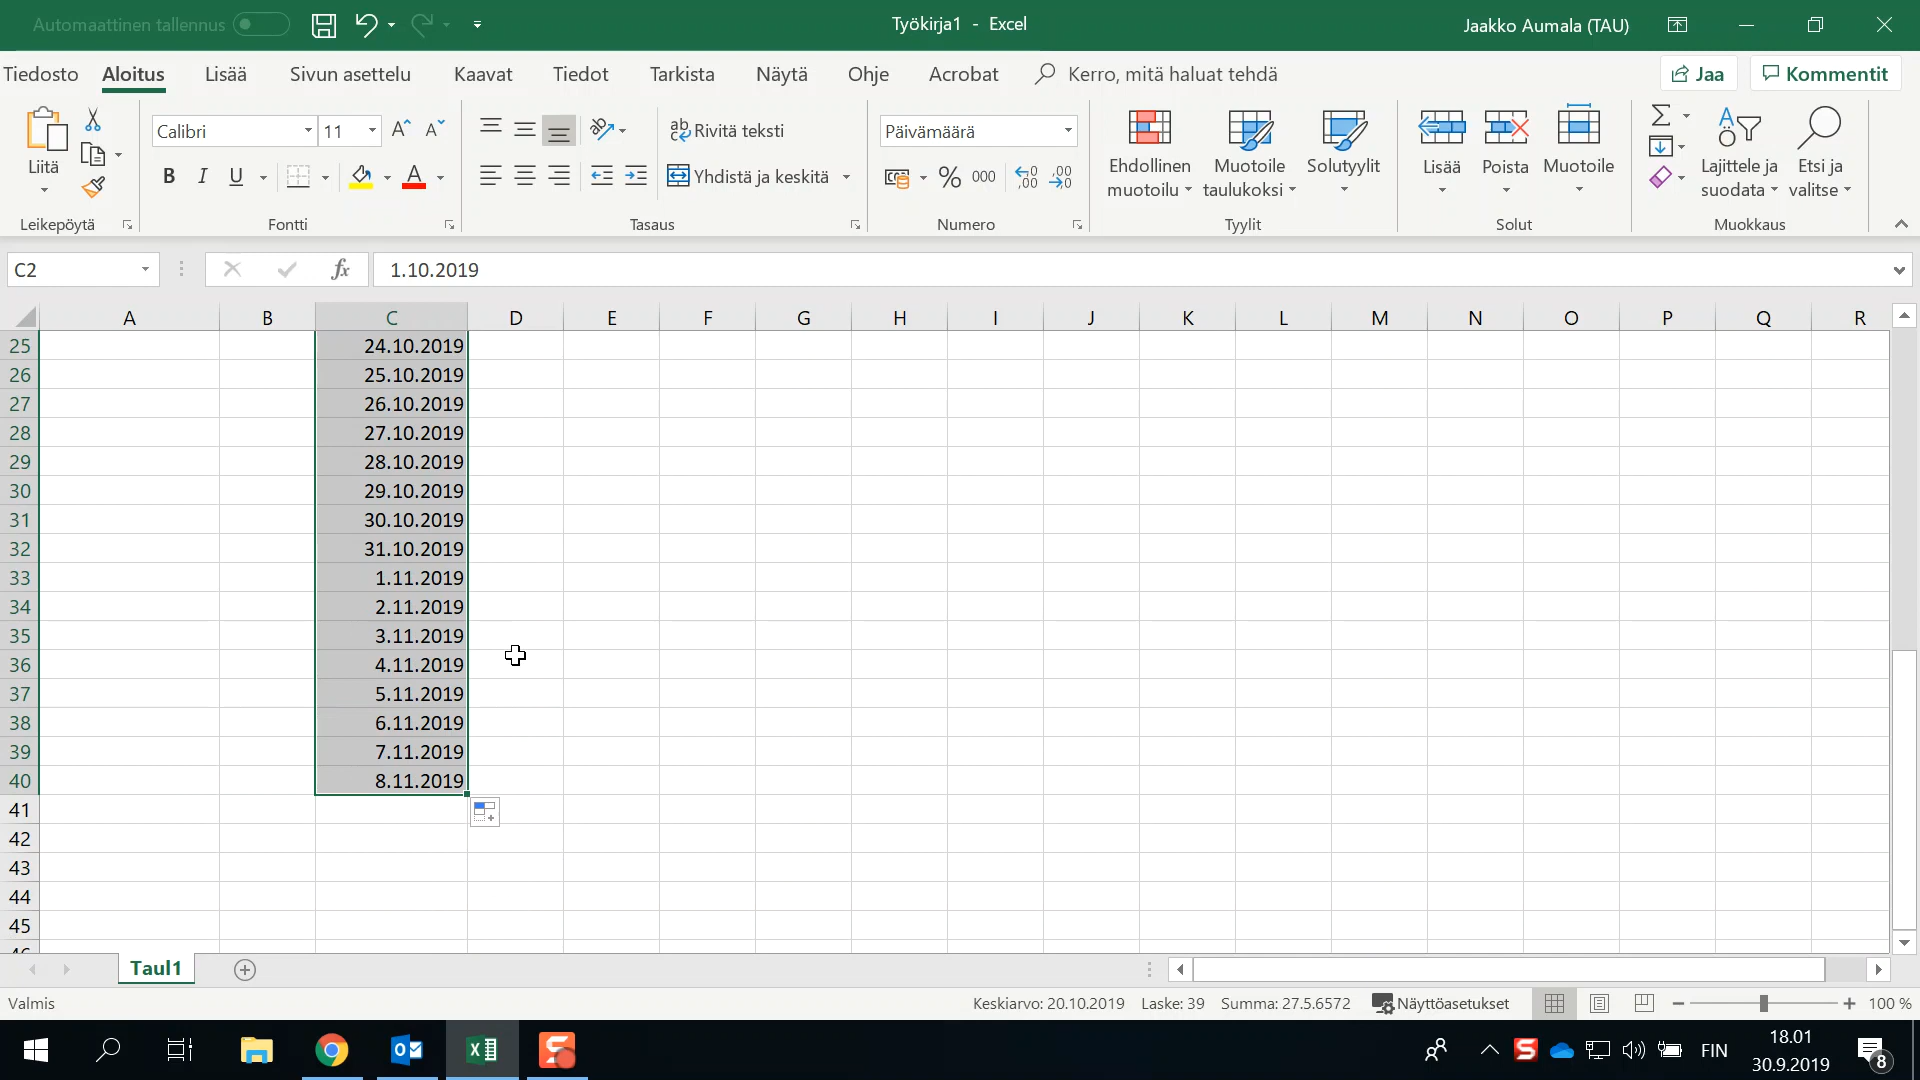 Automaattinen tallennus
Työkirja1 - Excel
Jaakko Aumala (TAU)
Tiedosto Aloitus Lisää Sivun asettelu Kaavat Tiedot Tarkista Näytä Ohje Acrobat Kerro, mitä haluat tehdä Jaa Kommentit
Liitä
Leikepöytä
Calibri 11
B I U A
Fontti
Rivitä teksti
Yhdistä ja keskitä
Tasaus
Päivämäärä
% 000
Numero
Ehdollinen muotoilu
Muotoile taulukoksi
Solutyylit
Tyylit
Lisää Poista Muotoile
Solut
Lajittele ja suodata
Etsi ja valitse
Muokkaus
C2 fx 1.10.2019
A B C D E F G H I J K L M N O P Q R
25 24.10.2019
26 25.10.2019
27 26.10.2019
28 27.10.2019
29 28.10.2019
30 29.10.2019
31 30.10.2019
32 31.10.2019
33 1.11.2019
34 2.11.2019
35 3.11.2019
36 4.11.2019
37 5.11.2019
38 6.11.2019
39 7.11.2019
40 8.11.2019
41
42
43
44
45
Taul1
Valmis Keskiarvo: 20.10.2019 Laske: 39 Summa: 27.5.6572 Näyttöasetukset 100 %
FIN
18.01
30.9.2019
8